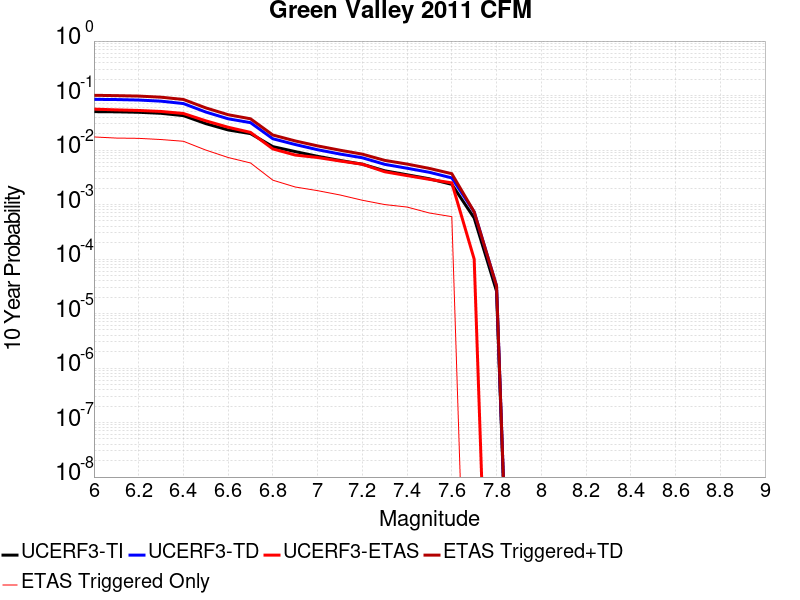 Green Valley 2011 CFM
10 0
10 -1
10 -2
10 -3
10 -4
10 -5
10 -6
10 -7
10 -8
10 Year Probability
6 6.2 6.4 6.6 6.8 7 7.2 7.4 7.6 7.8 8 8.2 8.4 8.6 8.8 9
Magnitude
UCERF3-TI UCERF3-TD UCERF3-ETAS ETAS Triggered+TD
ETAS Triggered Only